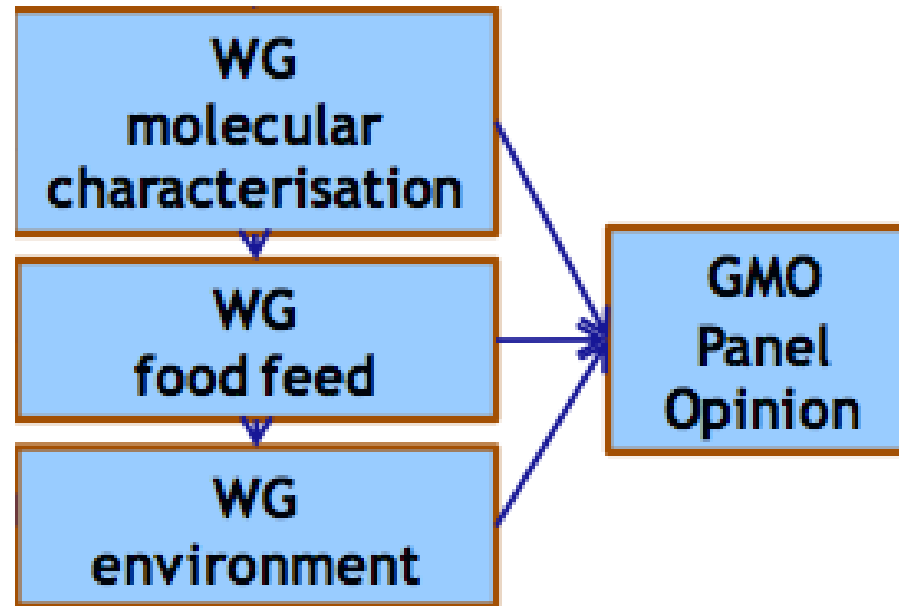 WG
molecular
characterisation
WG
food feed
WG
environment
GMO
Panel
Opinion